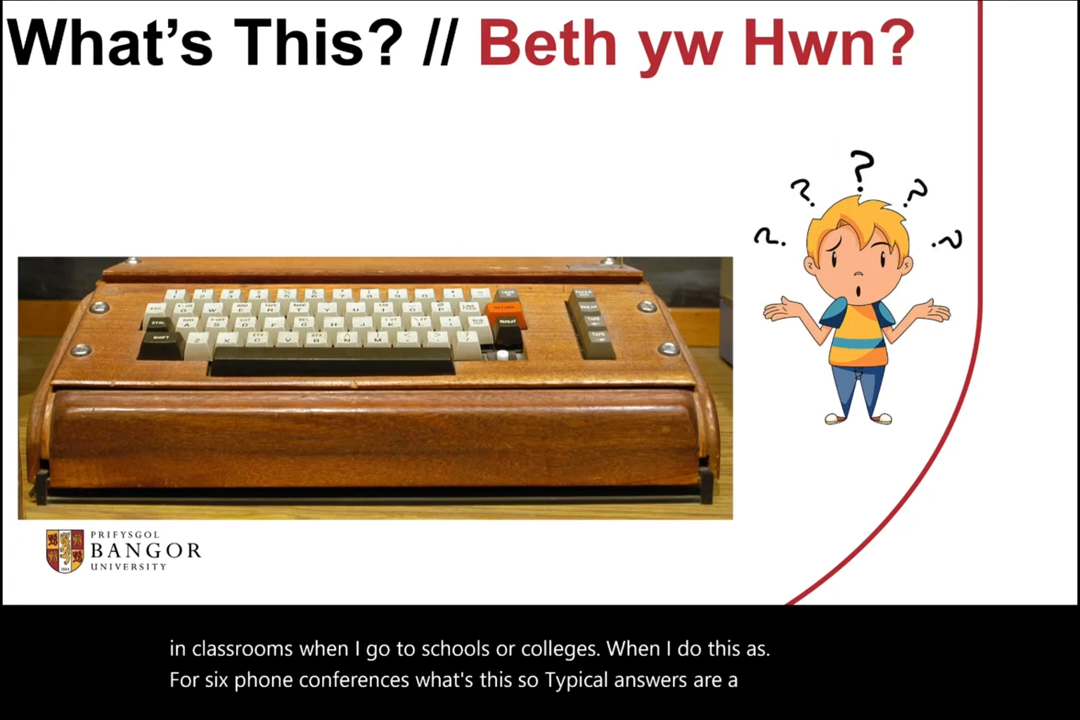 What's This? // Beth yw Hwn?
? ? ? ? ?
PRIFYSGOL
BANGOR
UNIVERSITY
in classrooms when I go to schools or colleges. When I do this as.
For six phone conferences what's this so Typical answers are a